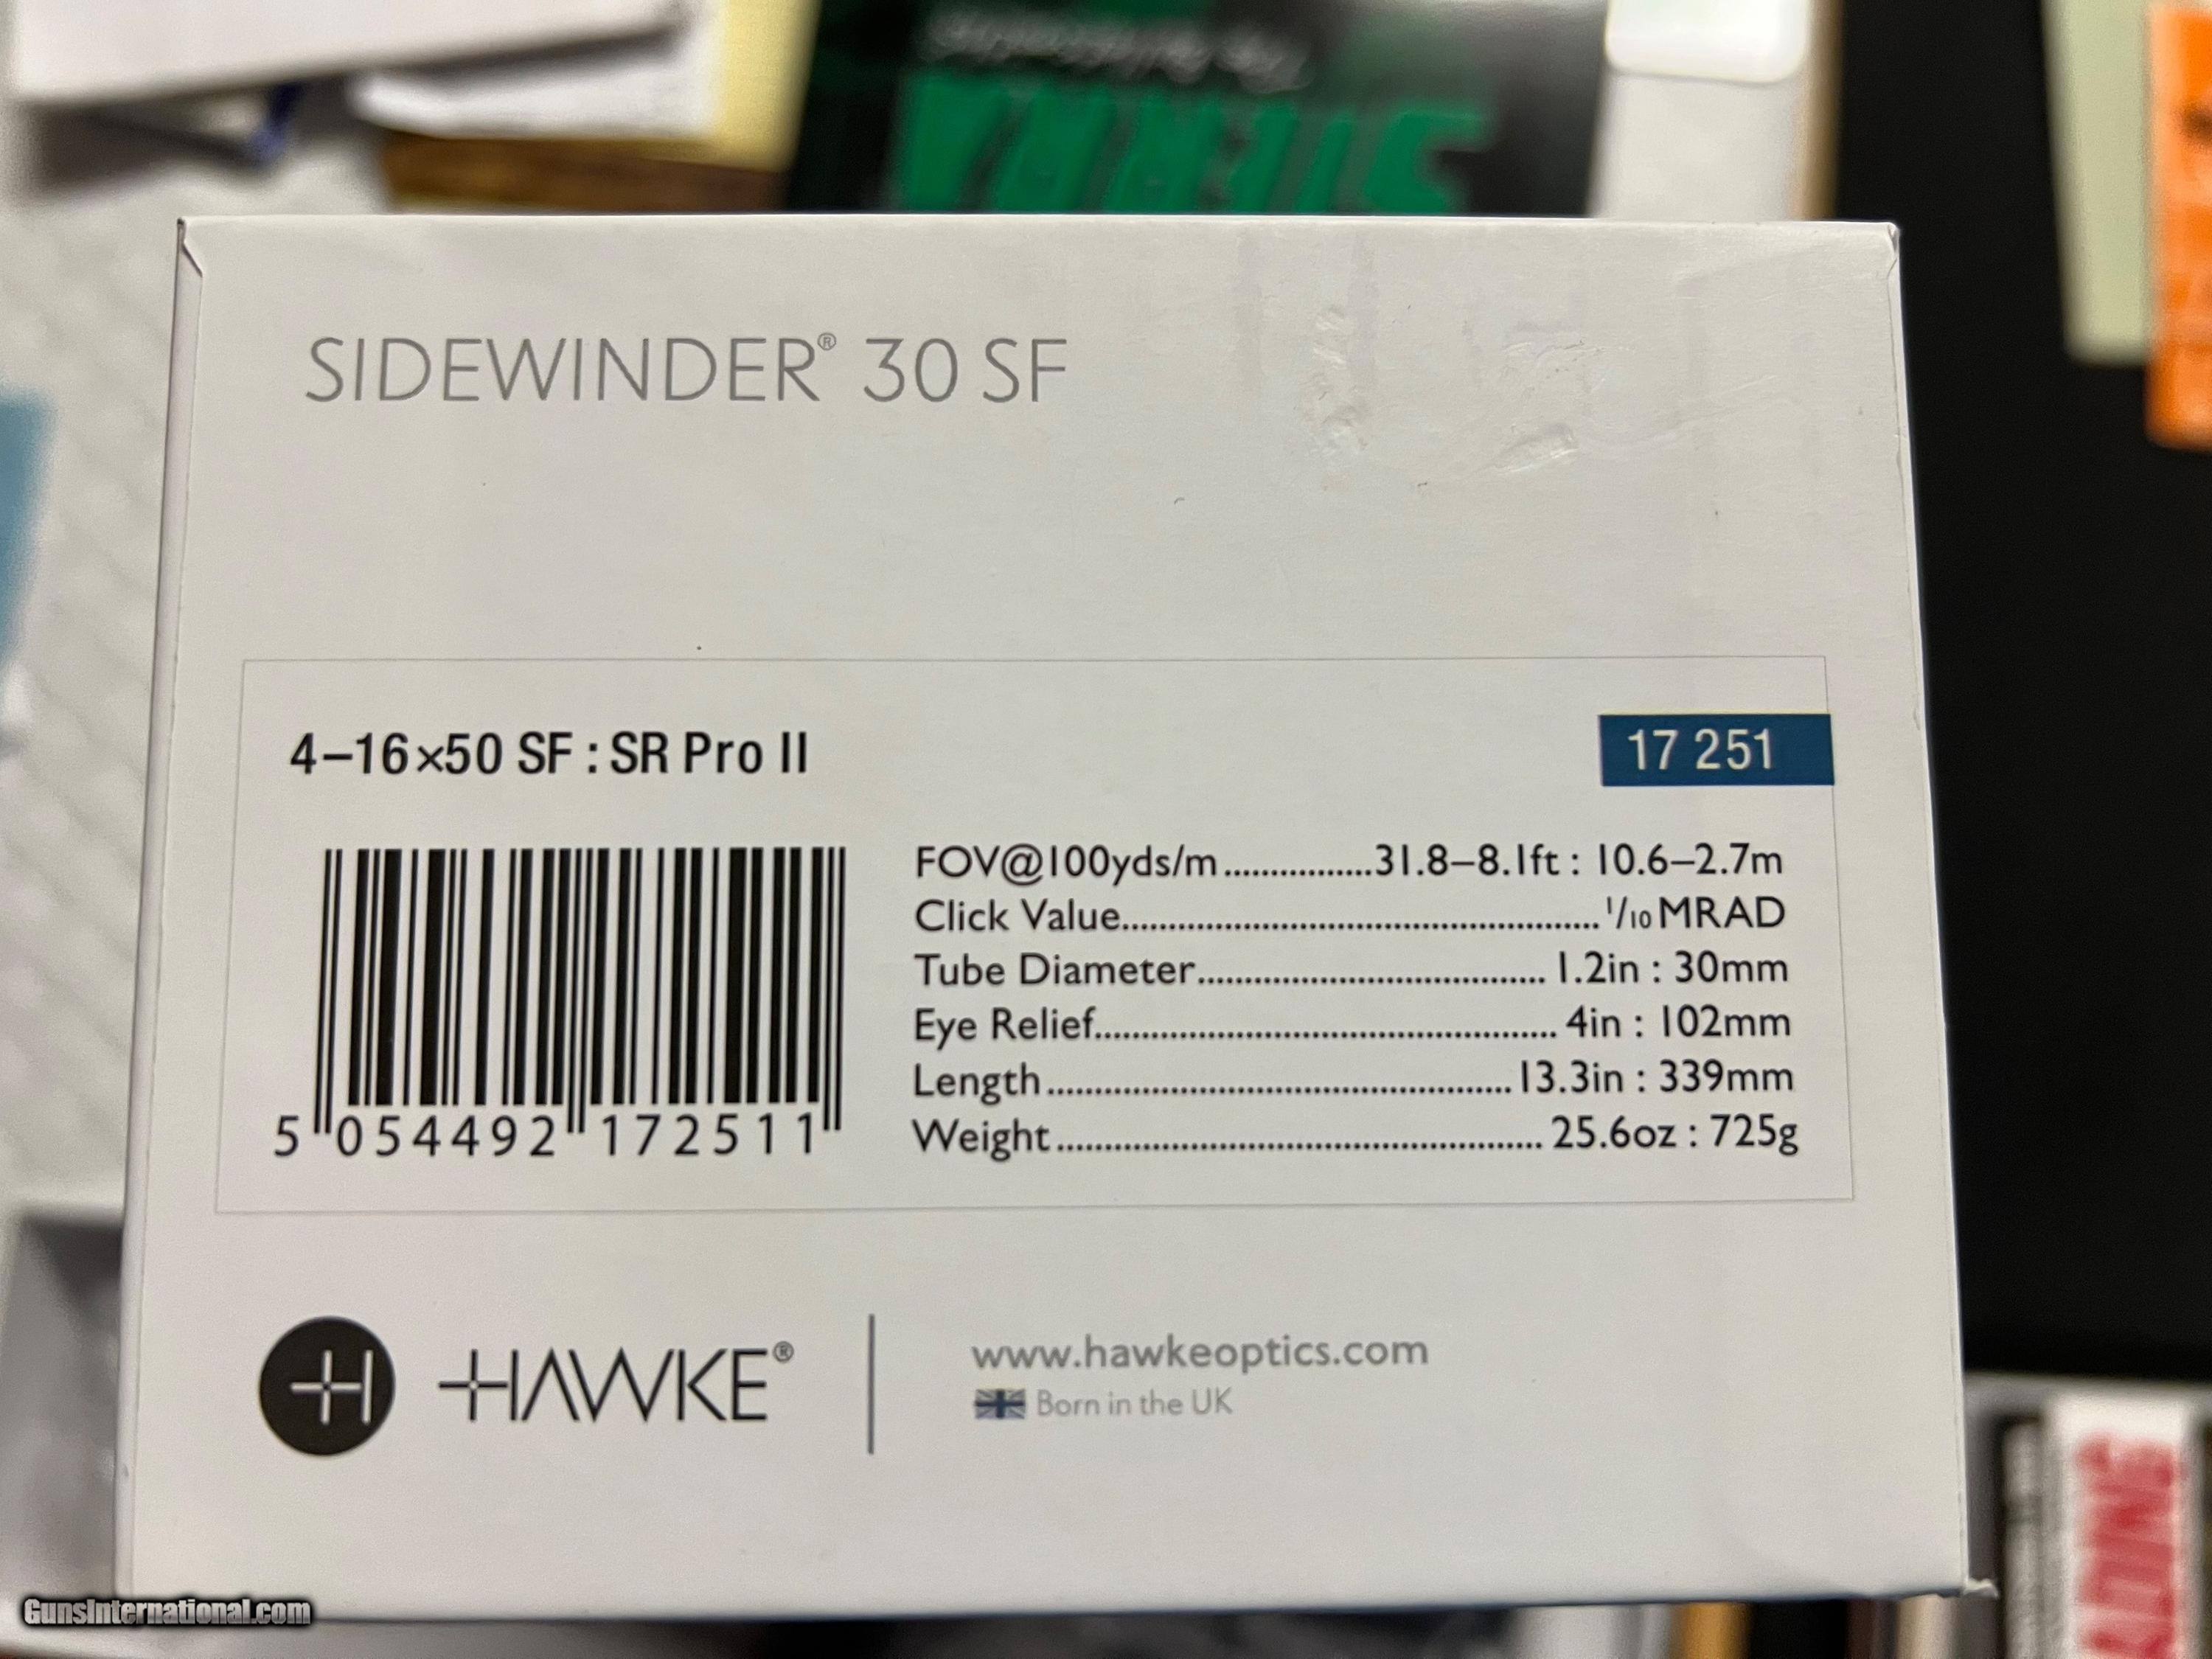 SIERRA
SIDEWINDER® 30 SF
4–16×50 SF : SR Pro II
17 251
FOV@100yds/m................31.8–8.1ft : 10.6–2.7m
Click Value....................................................1/10 MRAD
Tube Diameter..................................... 1.2in : 30mm
Eye Relief................................................. 4in : 102mm
Length.................................................. 13.3in : 339mm
Weight.................................................... 25.6oz : 725g
5 054492 172511
H HAWKE®
www.hawkeoptics.com
Born in the UK
GunsInternational.com